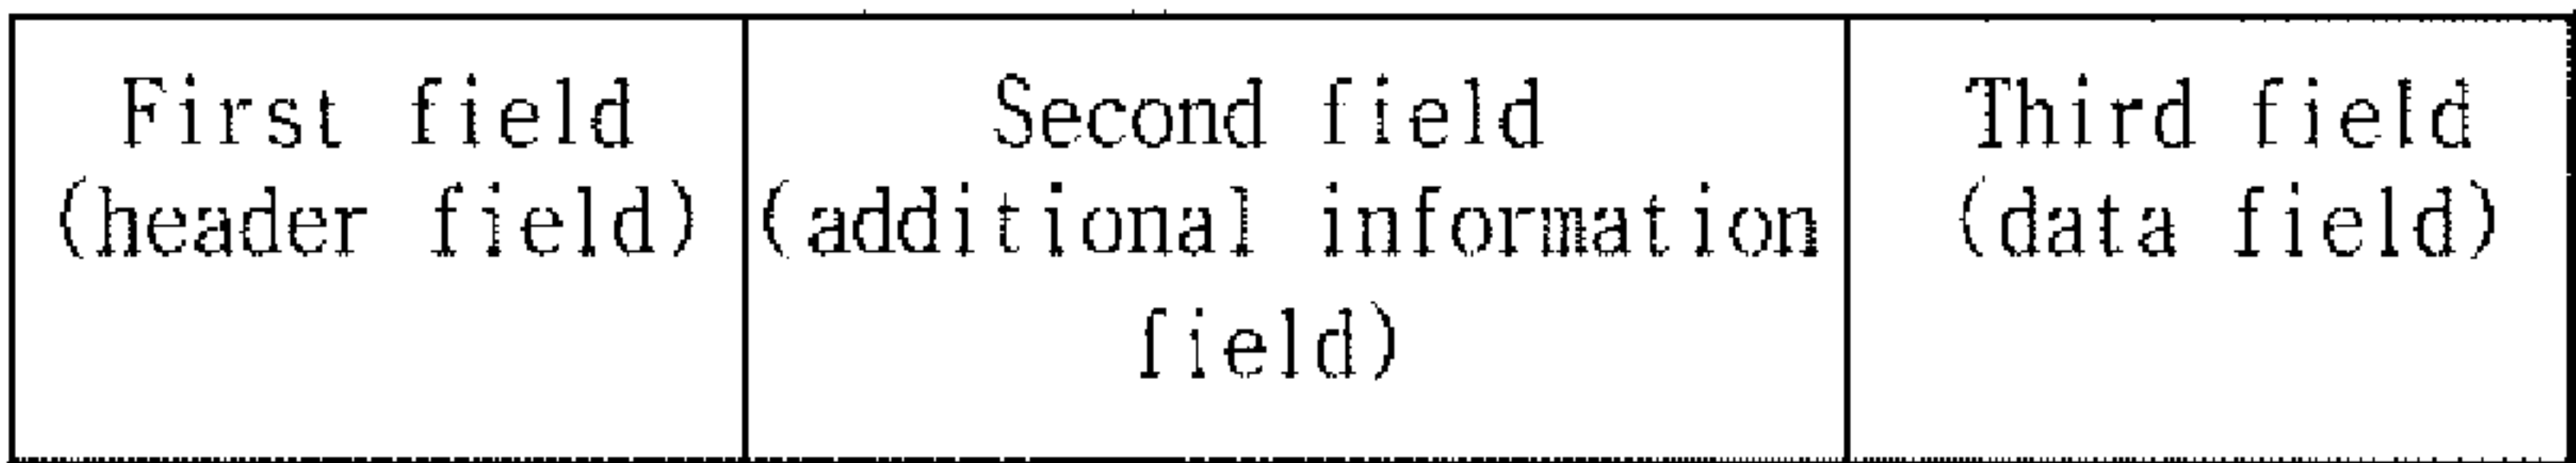 First field
(header field)
Second field
(additional information
field)
Third field
(data field)